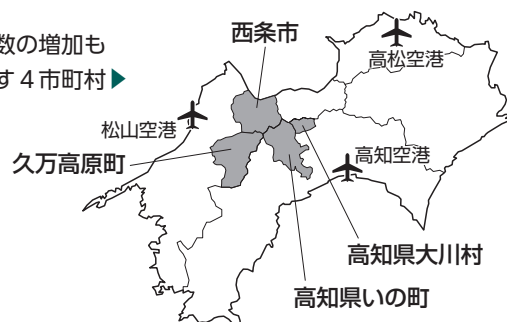 数の増加も
す４市町村▶
西条市
高松空港
松山空港
久万高原町
高知空港
高知県大川村
高知県いの町